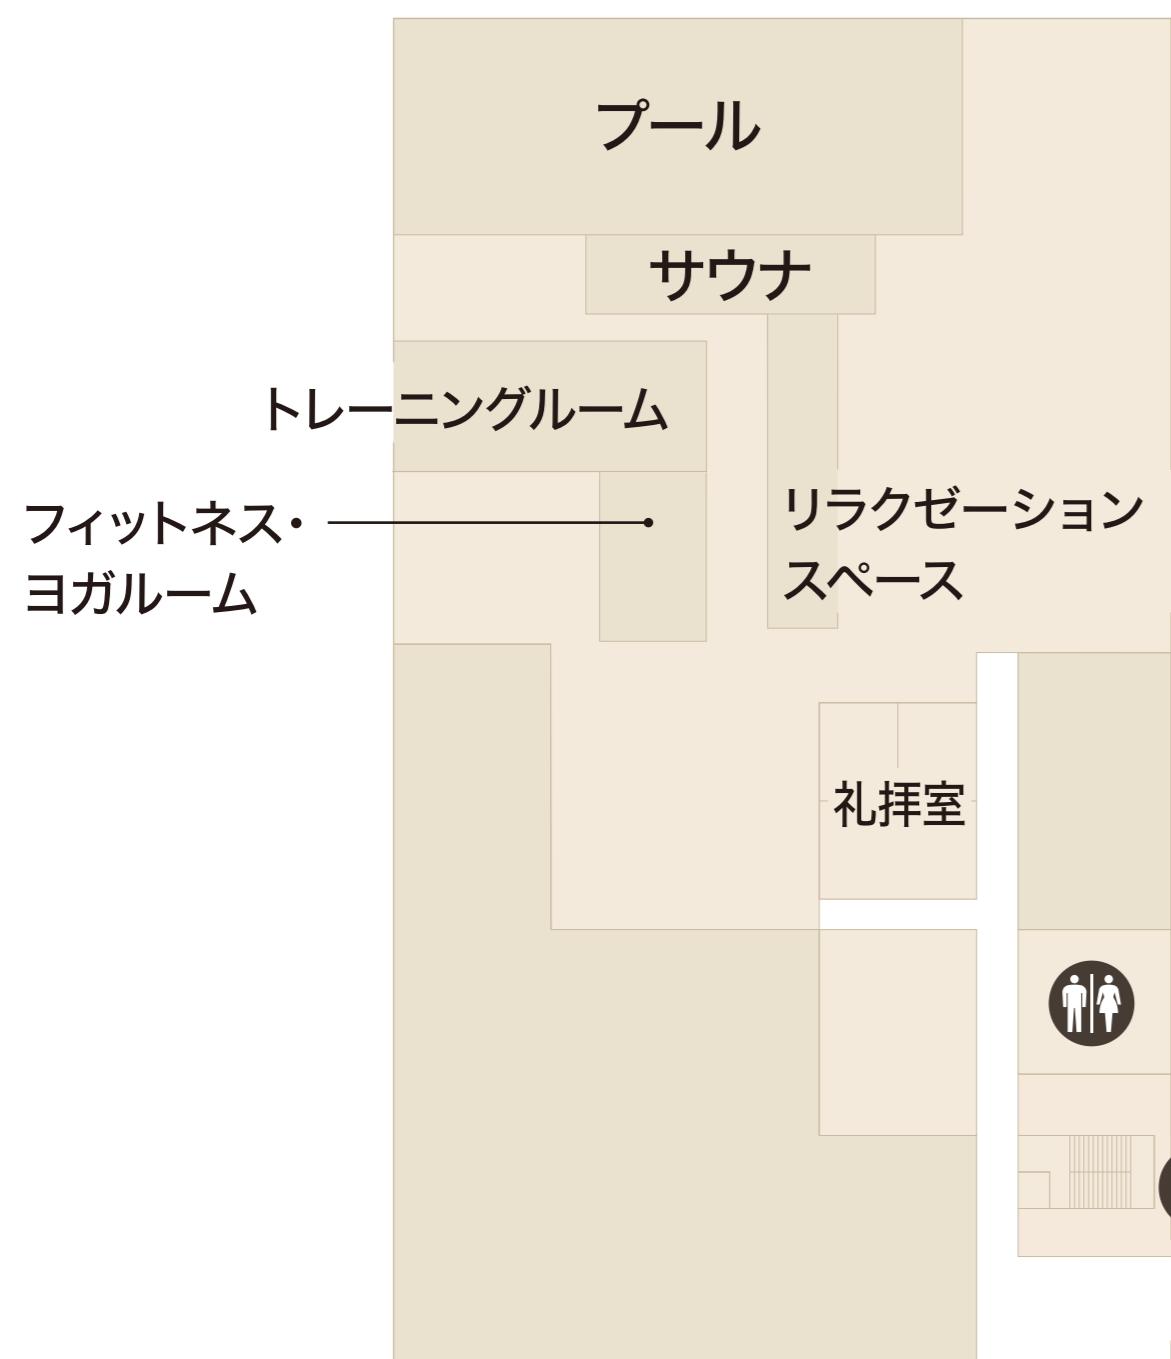 プール
サウナ
トレーニングルーム
フィットネス・
ヨガルーム
リラクゼーション
スペース
礼拝室